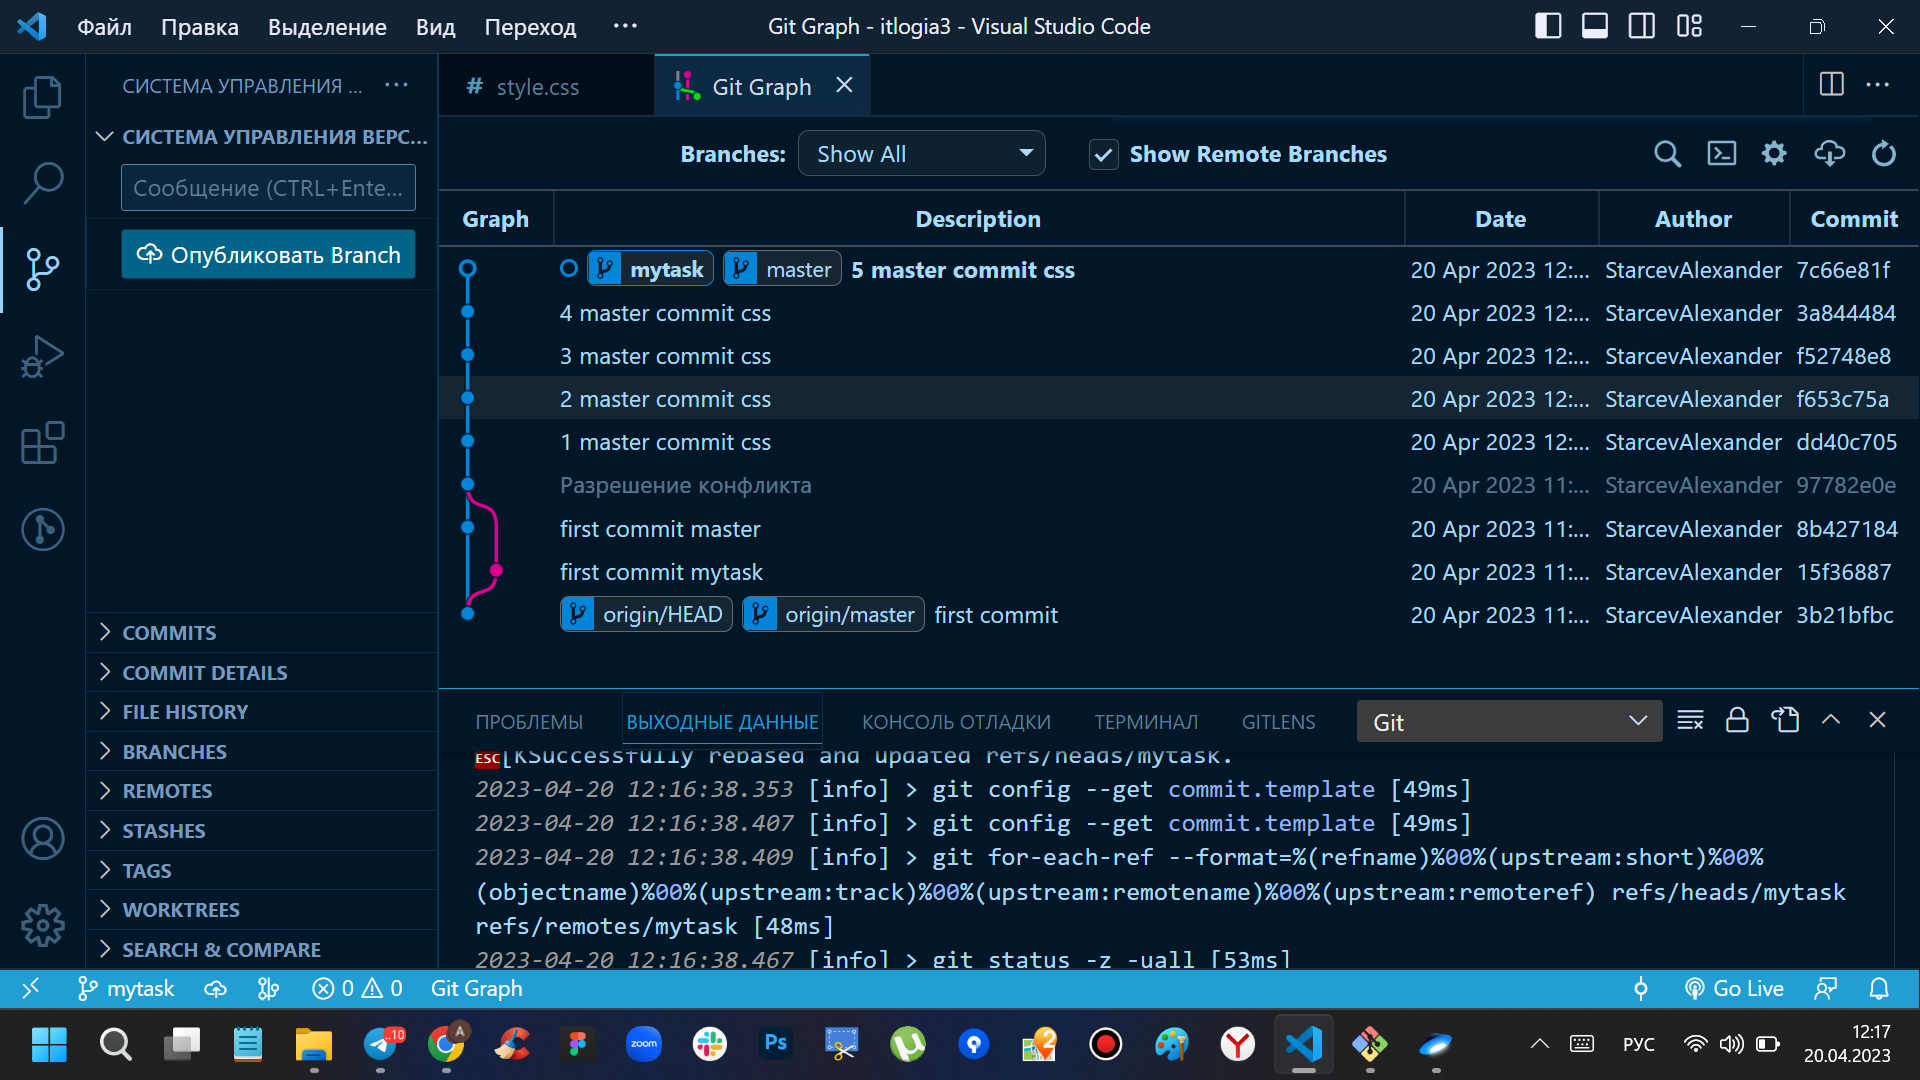 Файл Правка Выделение Вид Переход ··· Git Graph - itlogia3 - Visual Studio Code
СИСТЕМА УПРАВЛЕНИЯ ... ···
# style.css Git Graph
СИСТЕМА УПРАВЛЕНИЯ ВЕРС...
Сообщение (CTRL+Ente...
Опубликовать Branch
Branches: Show All Show Remote Branches
Graph Description Date Author Commit
mytask master 5 master commit css 20 Apr 2023 12:... StarcevAlexander 7c66e81f
4 master commit css 20 Apr 2023 12:... StarcevAlexander 3a844484
3 master commit css 20 Apr 2023 12:... StarcevAlexander f52748e8
2 master commit css 20 Apr 2023 12:... StarcevAlexander f653c75a
1 master commit css 20 Apr 2023 12:... StarcevAlexander dd40c705
Разрешение конфликта 20 Apr 2023 11:... StarcevAlexander 97782e0e
first commit master 20 Apr 2023 11:... StarcevAlexander 8b427184
first commit mytask 20 Apr 2023 11:... StarcevAlexander 15f36887
origin/HEAD origin/master first commit 20 Apr 2023 11:... StarcevAlexander 3b21bfbc
COMMITS
COMMIT DETAILS
FILE HISTORY
BRANCHES
REMOTES
STASHES
TAGS
WORKTREES
SEARCH & COMPARE
ПРОБЛЕМЫ ВЫХОДНЫЕ ДАННЫЕ КОНСОЛЬ ОТЛАДКИ ТЕРМИНАЛ GITLENS Git
ESC[KSuccessfully rebased and updated refs/heads/mytask.
2023-04-20 12:16:38.353 [info] > git config --get commit.template [49ms]
2023-04-20 12:16:38.407 [info] > git config --get commit.template [49ms]
2023-04-20 12:16:38.409 [info] > git for-each-ref --format=%(refname)%00%(upstream:short)%00%
(objectname)%00%(upstream:track)%00%(upstream:remotename)%00%(upstream:remoteref) refs/heads/mytask
refs/remotes/mytask [48ms]
2023-04-20 12:16:38.467 [info] > git status -z -uall [53ms]
mytask 0 0 Git Graph Go Live
..10 A zoom Ps 2 РУС
12:17
20.04.2023